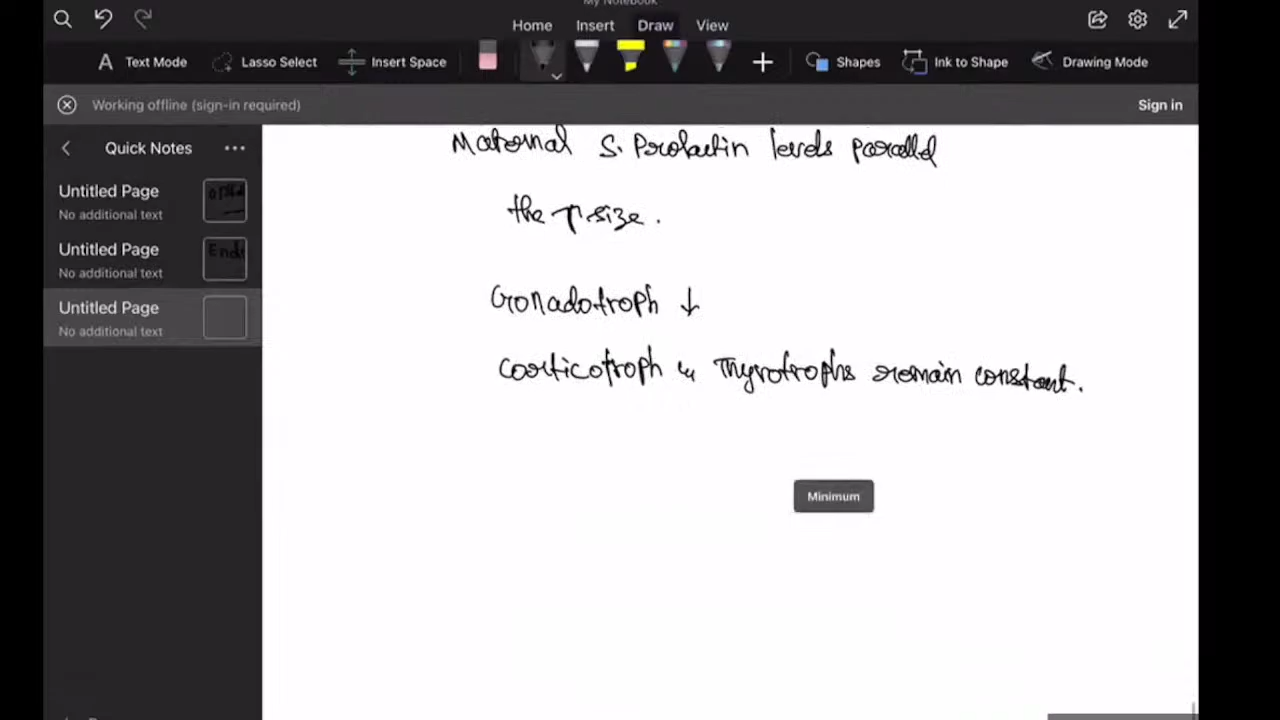 My Notebook
Home Insert Draw View
Text Mode Lasso Select Insert Space Shapes Ink to Shape Drawing Mode
Working offline (sign-in required) Sign in
Quick Notes
Untitled Page
No additional text
Untitled Page
No additional text
Untitled Page
No additional text
Maternal S. Prolactin levels parallel
the ↑ size.
Gonadotroph ↓
Corticotroph & Thyrotrophs remain constant.
Minimum